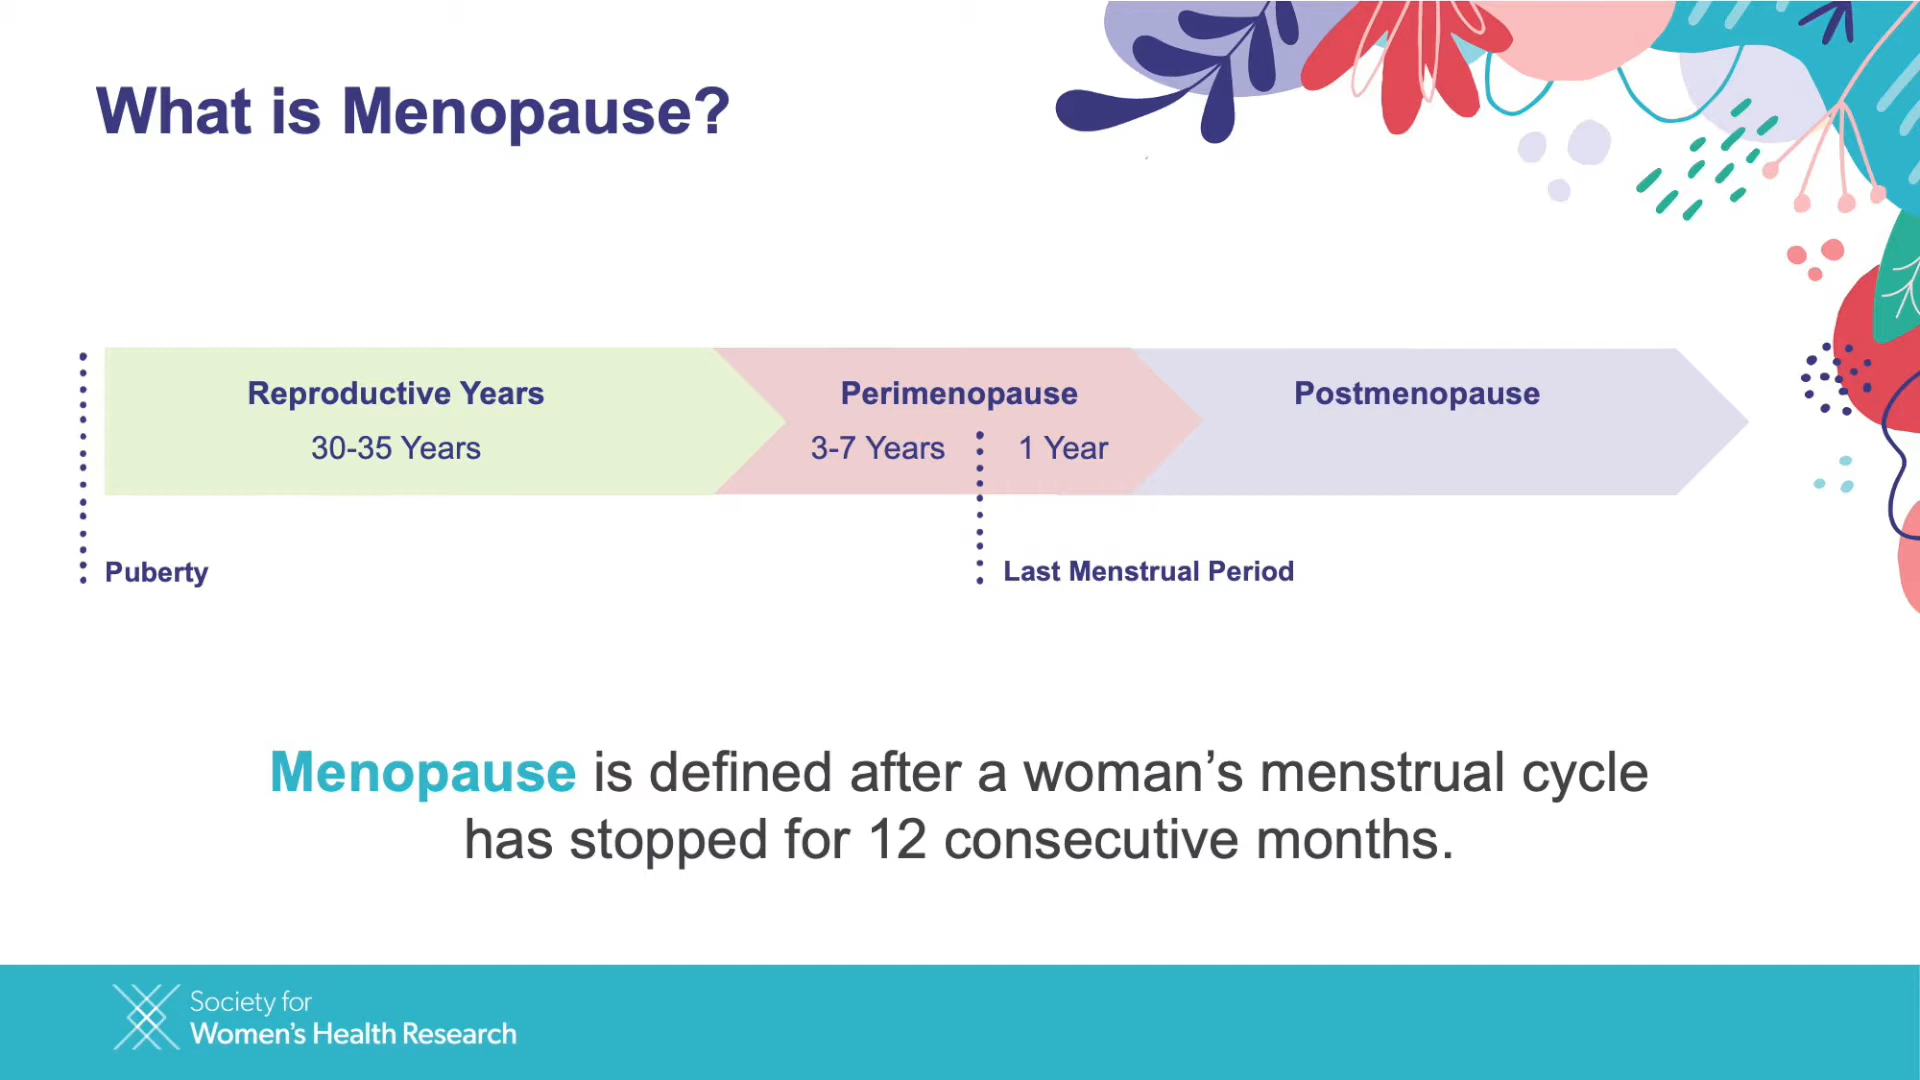 What is Menopause?
Reproductive Years
30-35 Years
Perimenopause
3-7 Years
1 Year
Postmenopause
Puberty
Last Menstrual Period
Menopause is defined after a woman’s menstrual cycle
has stopped for 12 consecutive months.
Society for
Women’s Health Research